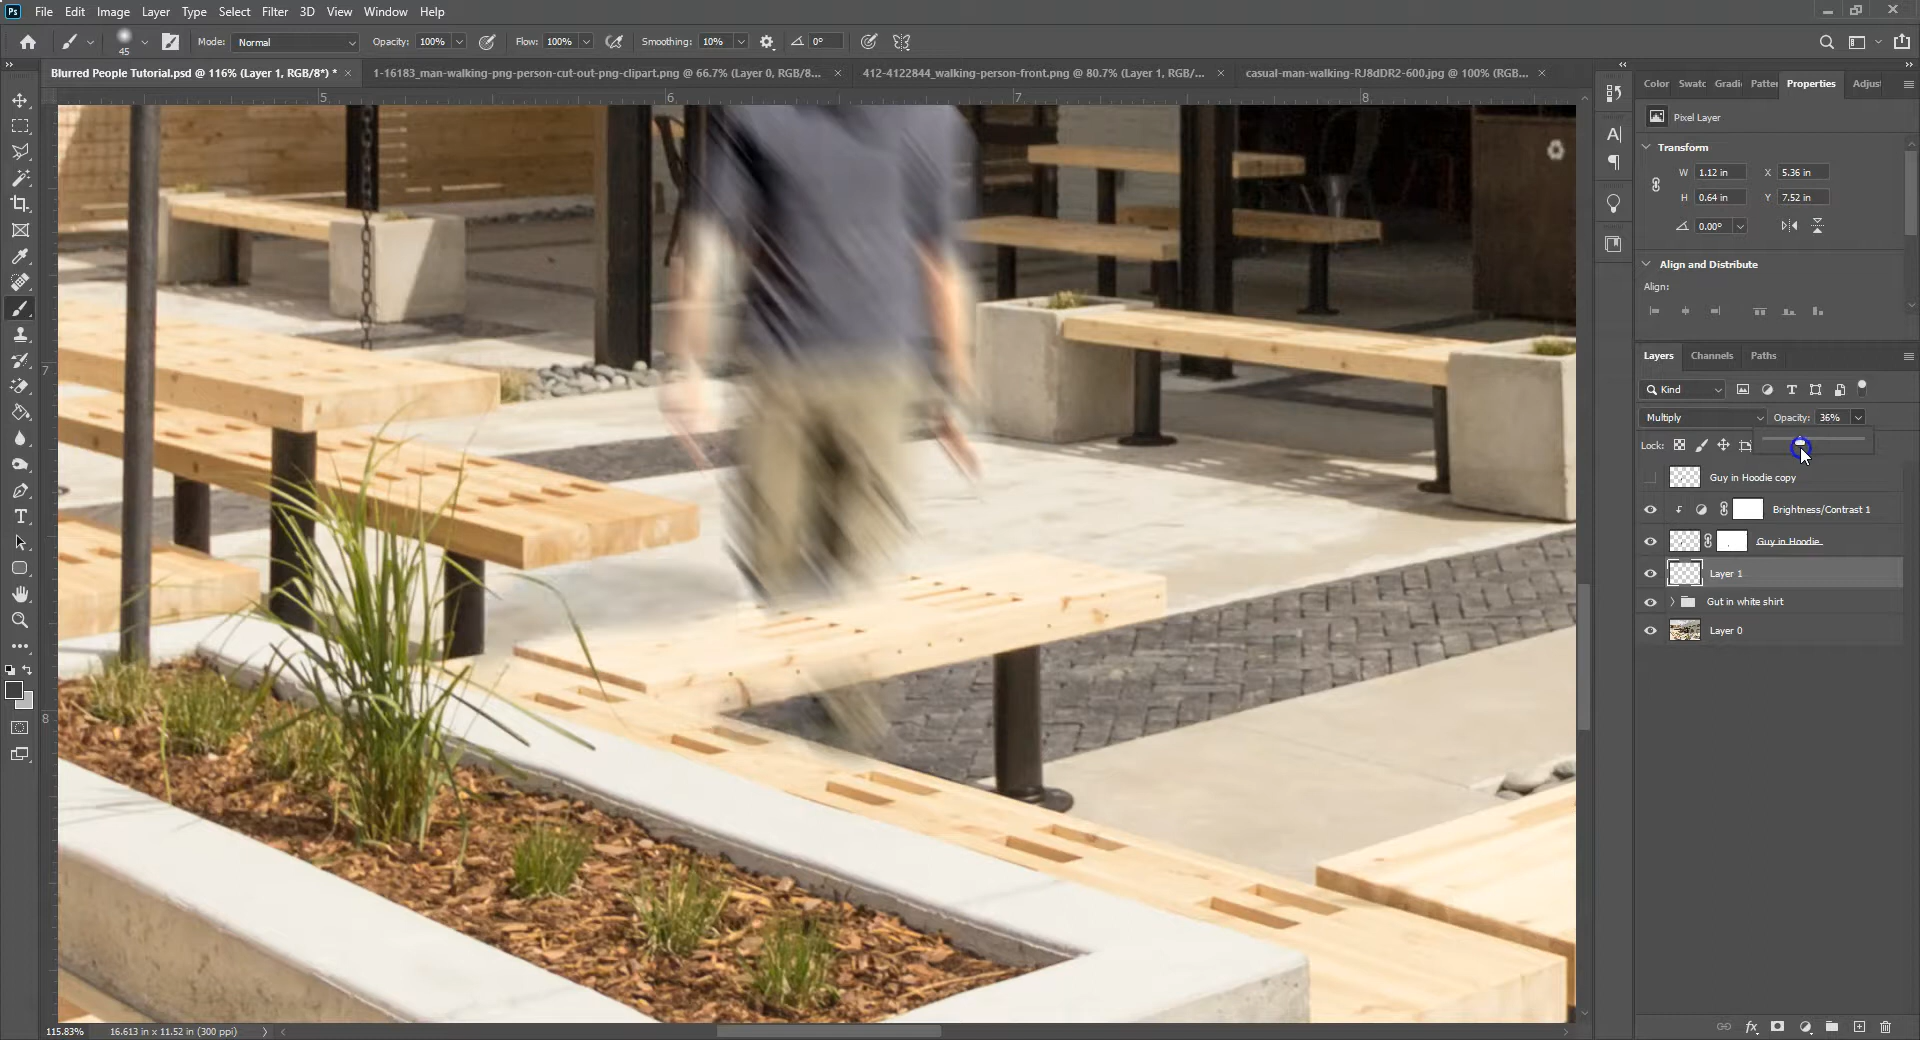 Ps File Edit Image Layer Type Select Filter 3D View Window Help
45 Mode: Normal Opacity: 100% Flow: 100% Smoothing: 10% 0°
Blurred People Tutorial.psd @ 116% (Layer 1, RGB/8*) * × 1-16183_man-walking-png-person-cut-out-png-clipart.png @ 66.7% (Layer 0, RGB/8... × 412-4122844_walking-person-front.png @ 80.7% (Layer 1, RGB/... × casual-man-walking-RJ8dDR2-600.jpg @ 100% (RGB... ×
5 6 7 8
7
8
Color Swatc Gradi Patter Properties Adjus
Pixel Layer
Transform
W 1.12 in X 5.36 in
H 0.64 in Y 7.52 in
0.00°
Align and Distribute
Align:
Layers Channels Paths
Kind
Multiply Opacity: 36%
Lock:
Guy in Hoodie copy
Brightness/Contrast 1
Guy in Hoodie
Layer 1
Gut in white shirt
Layer 0
115.83% 16.613 in x 11.52 in (300 ppi)